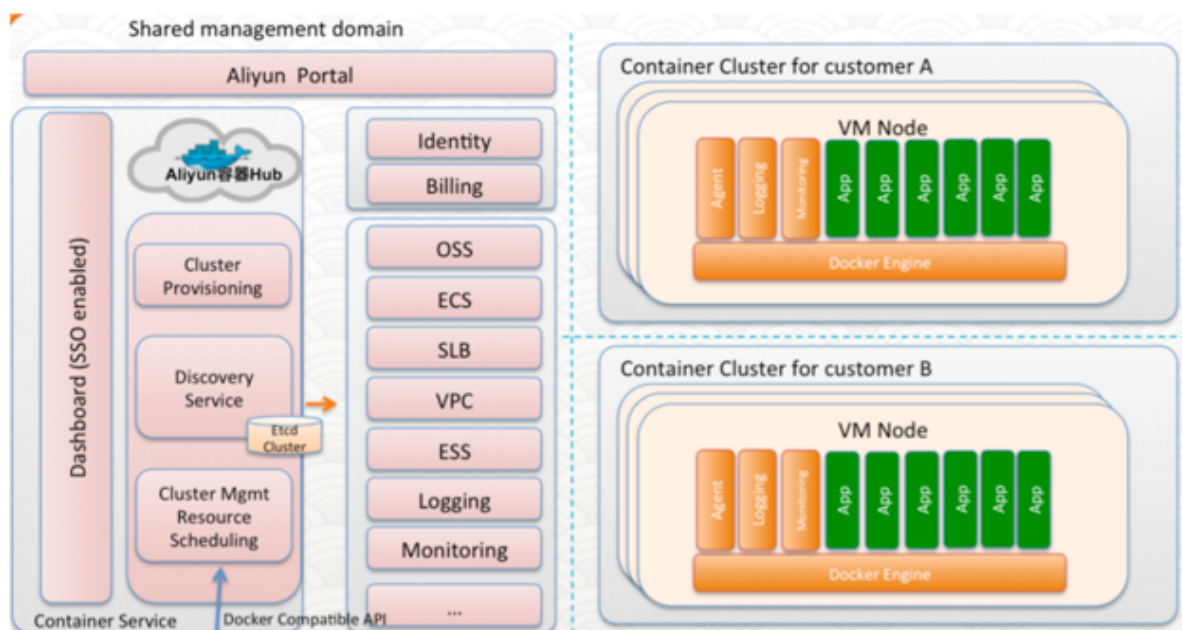 Shared management domain
Aliyun Portal
Dashboard (SSO enabled)
Aliyun容器Hub
Cluster
Provisioning
Discovery
Service
Etcd
Cluster
Cluster Mgmt
Resource
Scheduling
Container Service
Docker Compatible API
Identity
Billing
OSS
ECS
SLB
VPC
ESS
Logging
Monitoring
...
Container Cluster for customer A
VM Node
Agent
Logging
Monitoring
App
App
App
App
App
App
Docker Engine
Container Cluster for customer B
VM Node
Agent
Logging
Monitoring
App
App
App
App
App
App
Docker Engine